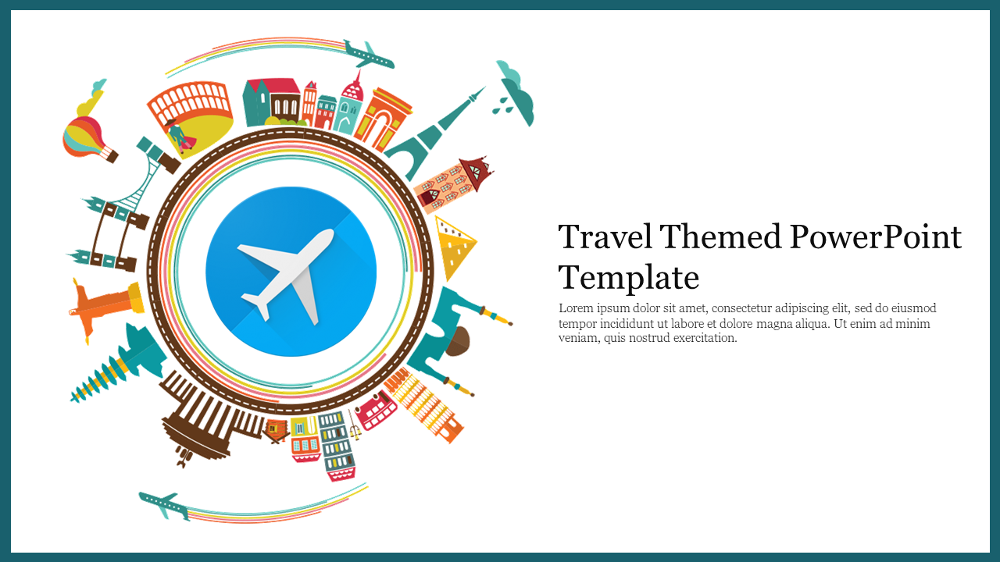 Travel Themed PowerPoint
Template
Lorem ipsum dolor sit amet, consectetur adipiscing elit, sed do eiusmod
tempor incididunt ut labore et dolore magna aliqua. Ut enim ad minim
veniam, quis nostrud exercitation.